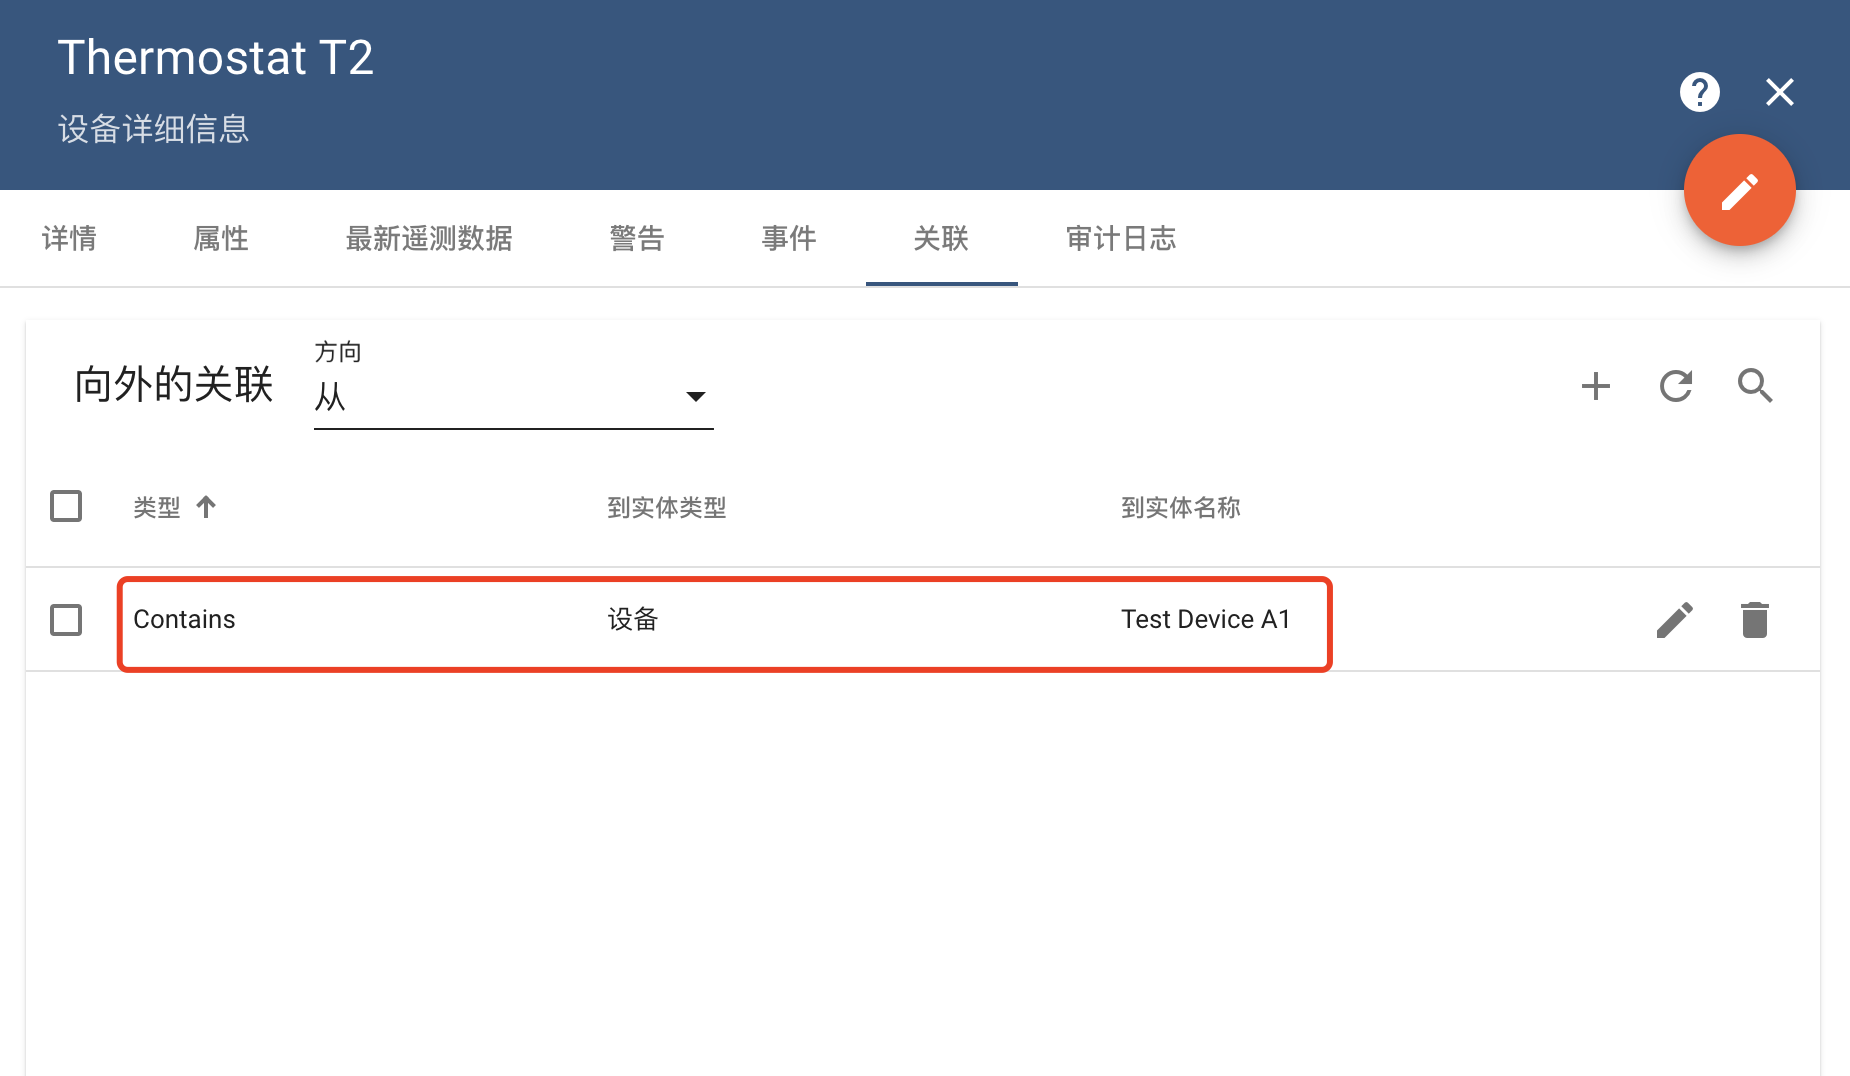 Thermostat T2
设备详细信息
详情 属性 最新遥测数据 警告 事件 关联 审计日志
向外的关联
方向
从
类型 到实体类型 到实体名称
Contains 设备 Test Device A1